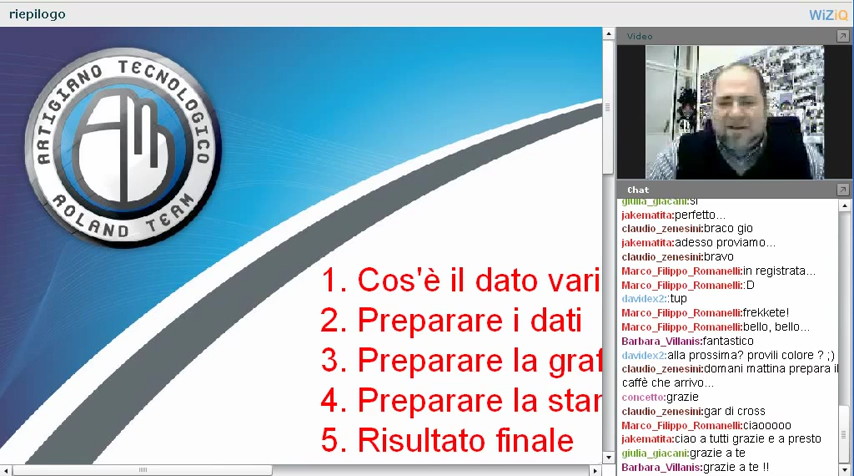 riepilogo
WiZiQ
ARTIGIANO TECNOLOGICO
ROLAND TEAM
1. Cos'è il dato vari
2. Preparare i dati
3. Preparare la graf
4. Preparare la star
5. Risultato finale
Video
Chat
giulia_giacani:si
jakematita:perfetto...
claudio_zenesini:braco gio
jakematita:adesso proviamo...
claudio_zenesini:bravo
Marco_Filippo_Romanelli:in registrata...
Marco_Filippo_Romanelli::D
davidex2::tup
Marco_Filippo_Romanelli:frekkete!
Marco_Filippo_Romanelli:bello, bello...
Barbara_Villanis:fantastico
davidex2:alla prossima? provili colore ? ;)
claudio_zenesini:domani mattina prepara il
caffè che arrivo...
concetto:grazie
claudio_zenesini:gar di cross
Marco_Filippo_Romanelli:ciaooooo
jakematita:ciao a tutti grazie e a presto
giulia_giacani:grazie a te
Barbara_Villanis:grazie a te !!